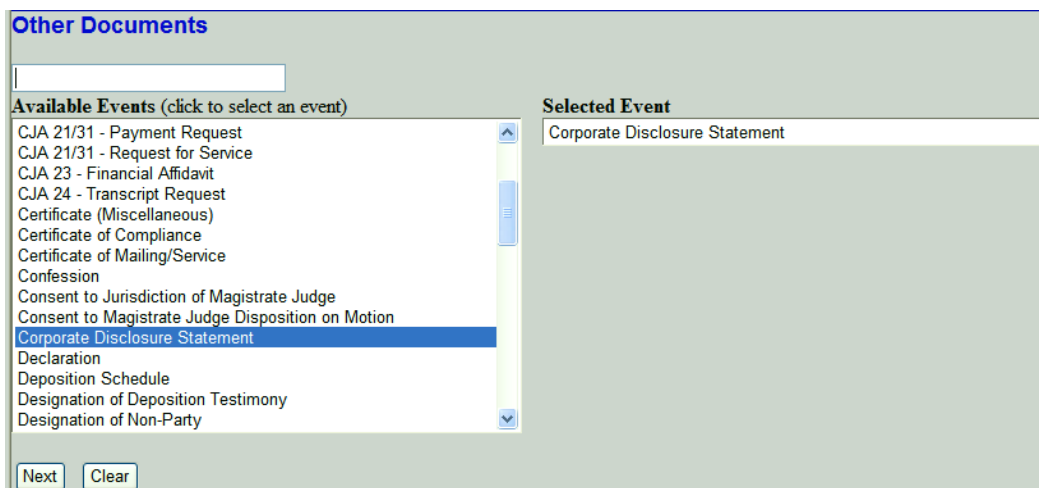 Other Documents
Available Events (click to select an event)
Selected Event
CJA 21/31 - Payment Request
Corporate Disclosure Statement
CJA 21/31 - Request for Service
CJA 23 - Financial Affidavit
CJA 24 - Transcript Request
Certificate (Miscellaneous)
Certificate of Compliance
Certificate of Mailing/Service
Confession
Consent to Jurisdiction of Magistrate Judge
Consent to Magistrate Judge Disposition on Motion
Corporate Disclosure Statement
Declaration
Deposition Schedule
Designation of Deposition Testimony
Designation of Non-Party
Next
Clear